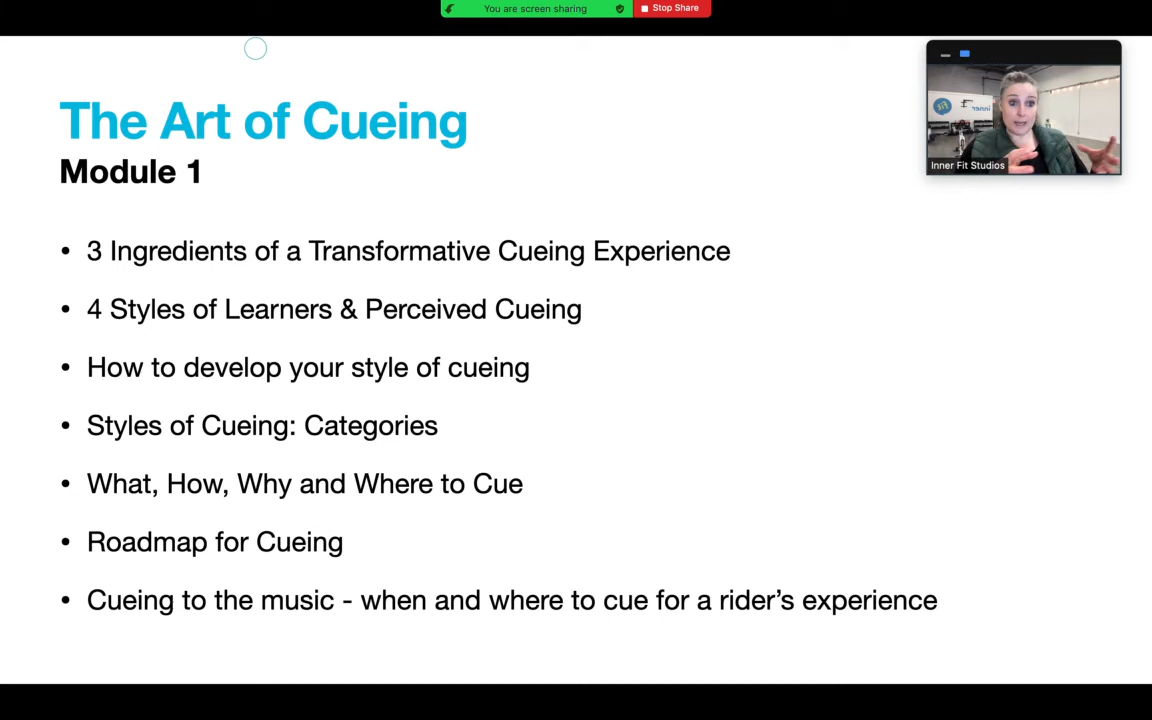 You are screen sharing
Stop Share
The Art of Cueing
Module 1
Inner Fit Studios
• 3 Ingredients of a Transformative Cueing Experience
• 4 Styles of Learners & Perceived Cueing
• How to develop your style of cueing
• Styles of Cueing: Categories
• What, How, Why and Where to Cue
• Roadmap for Cueing
• Cueing to the music - when and where to cue for a rider’s experience